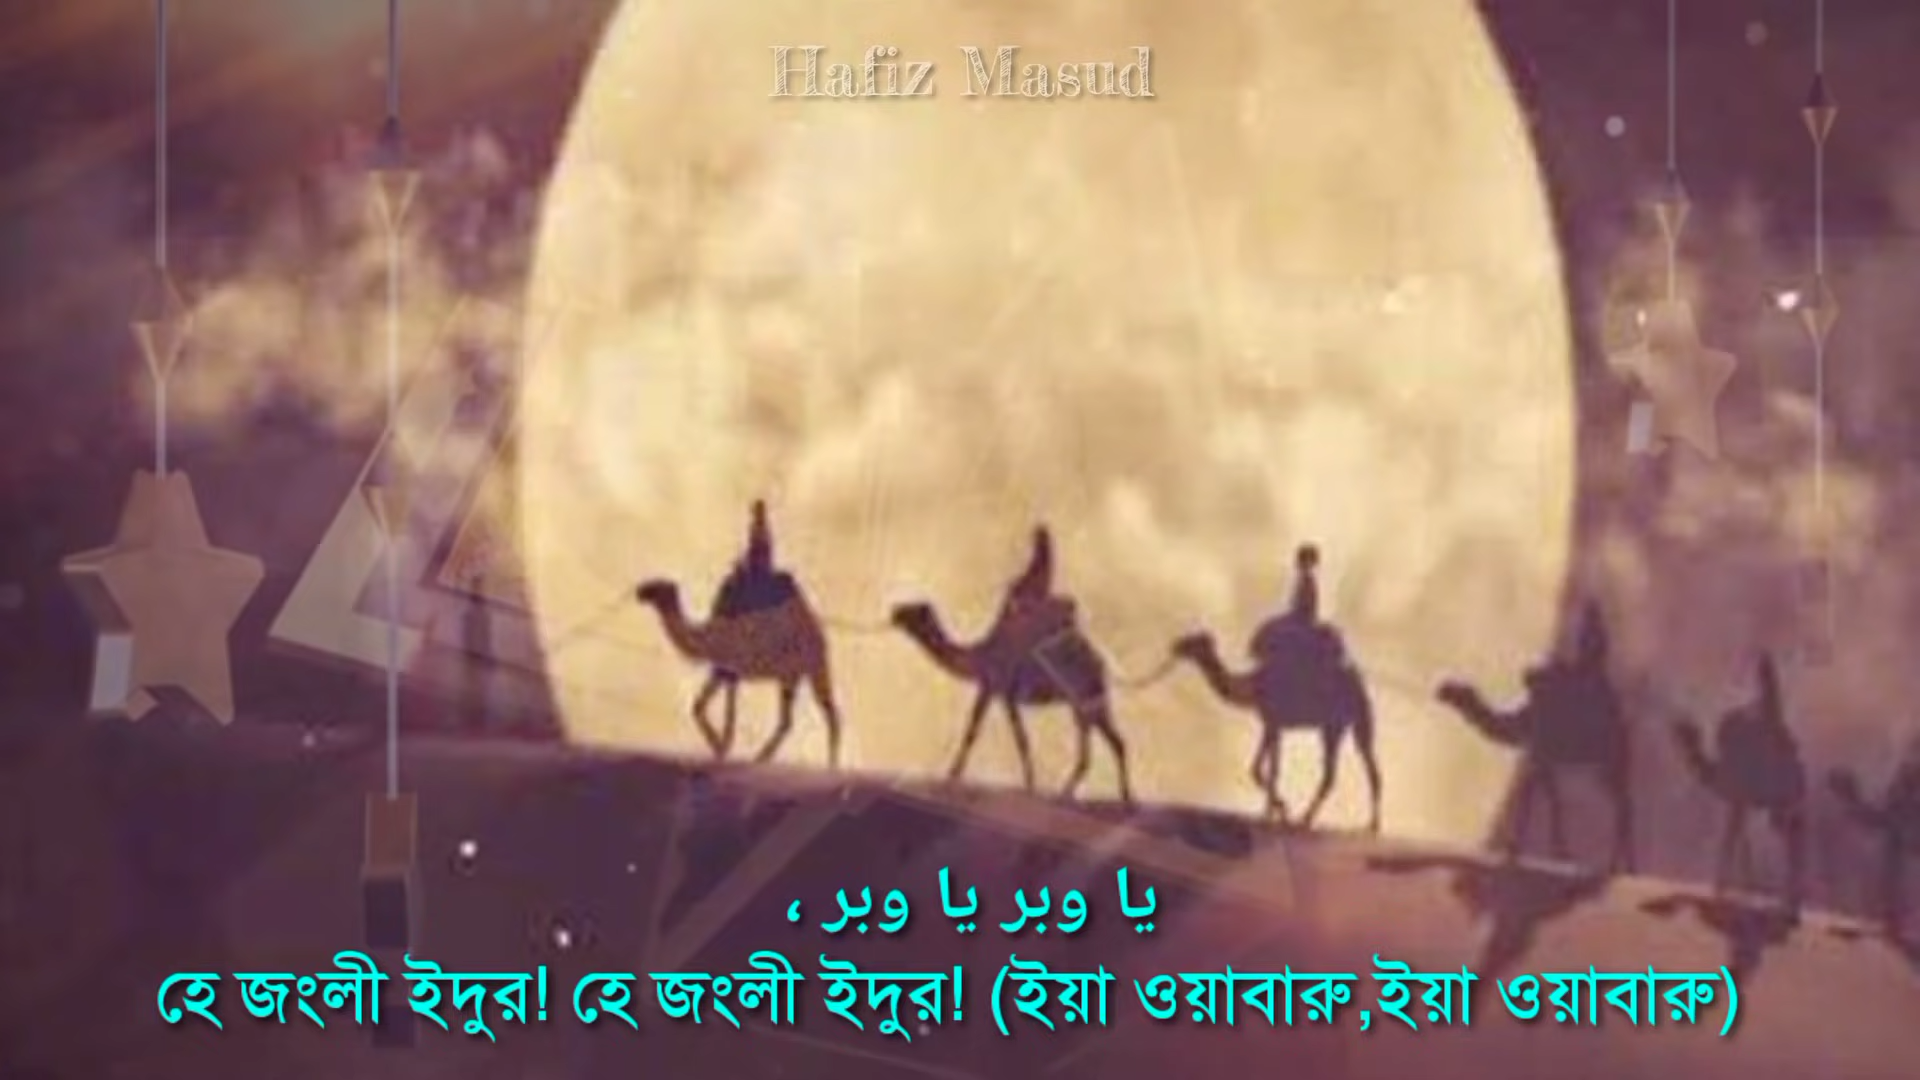 Hafiz Masud
يا وبر يا وبر ،
হে জংলী ইদুর! হে জংলী ইদুর! (ইয়া ওয়াবারু,ইয়া ওয়াবারু)